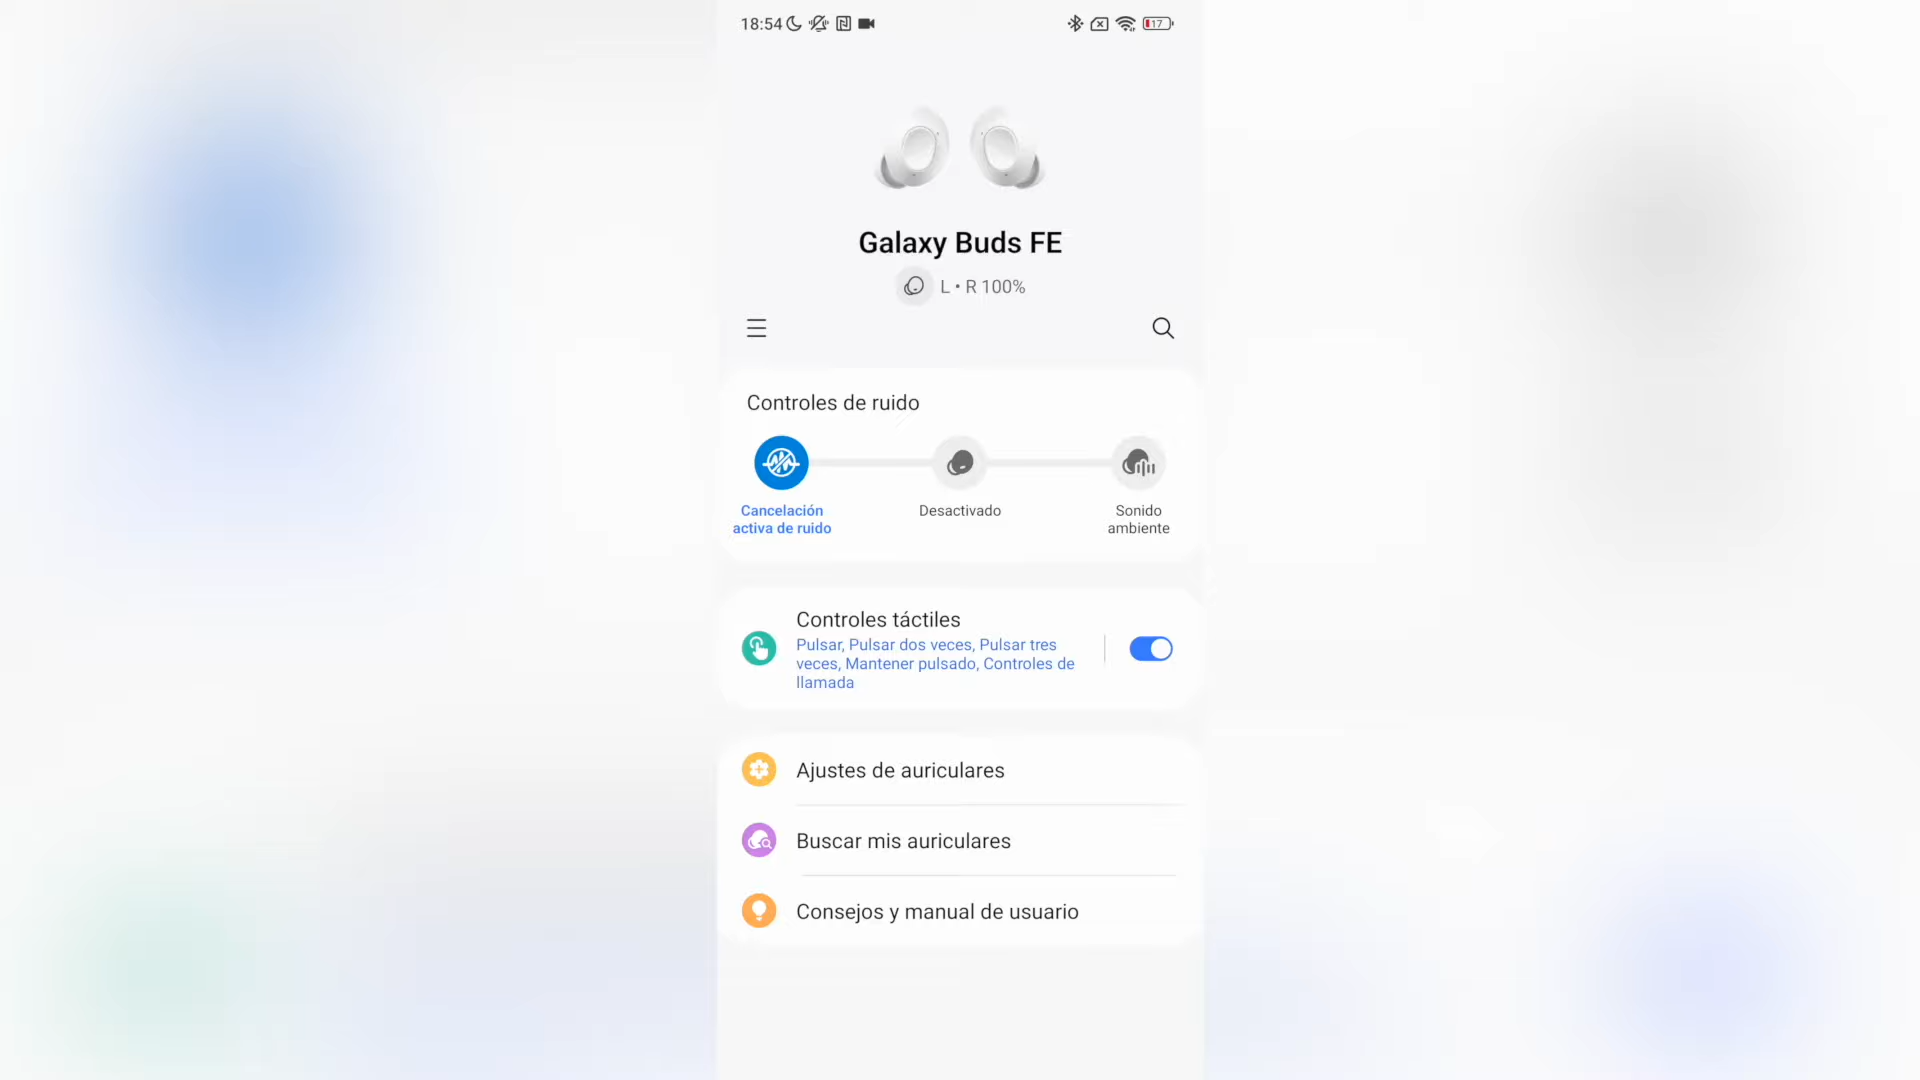 18:54
17
Galaxy Buds FE
L • R 100%
Controles de ruido
Cancelación
activa de ruido
Desactivado
Sonido
ambiente
Controles táctiles
Pulsar, Pulsar dos veces, Pulsar tres
veces, Mantener pulsado, Controles de
llamada
Ajustes de auriculares
Buscar mis auriculares
Consejos y manual de usuario